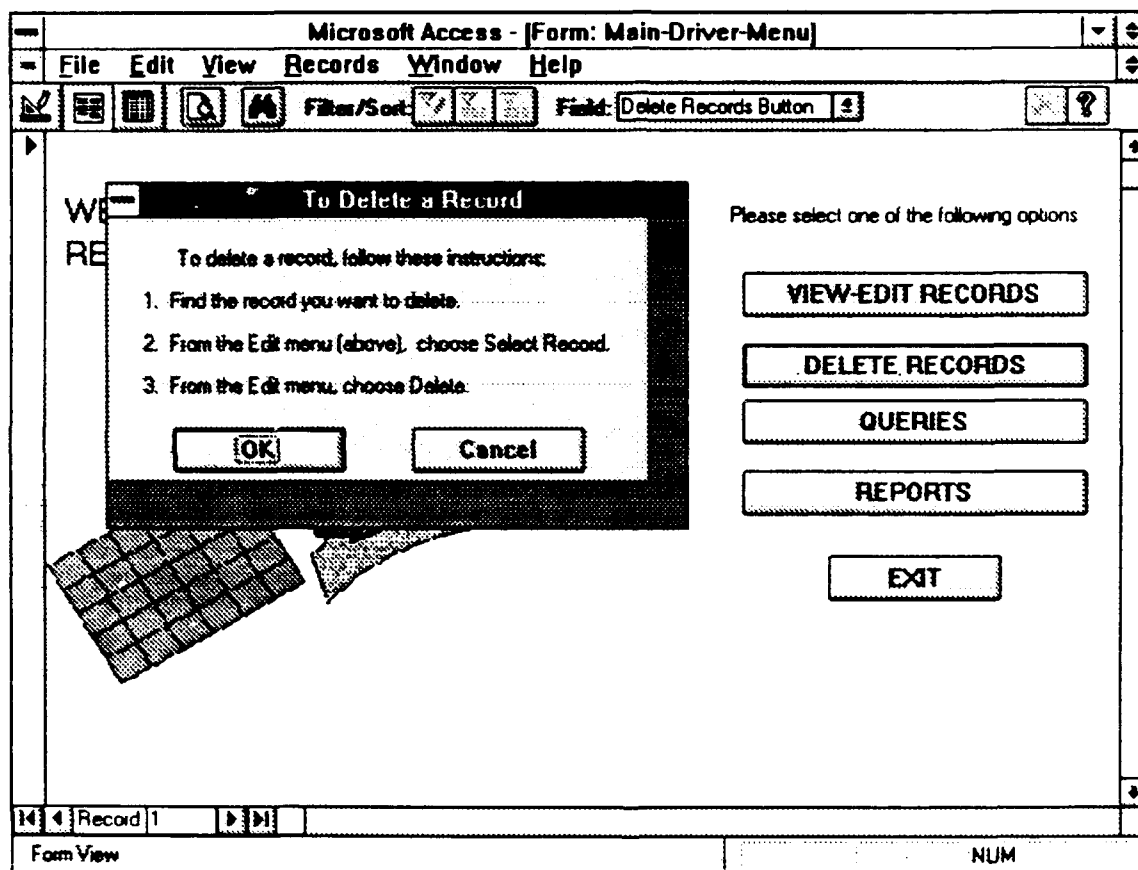 Microsoft Access - [Form: Main-Driver-Menu]
File Edit View Records Window Help
Filter/Sort: Field: Delete Records Button
WE
RE
To Delete a Record
To delete a record, follow these instructions:
1. Find the record you want to delete.
2. From the Edit menu (above), choose Select Record.
3. From the Edit menu, choose Delete.
OK Cancel
Please select one of the following options
VIEW-EDIT RECORDS
DELETE RECORDS
QUERIES
REPORTS
EXIT
Record 1
Form View NUM